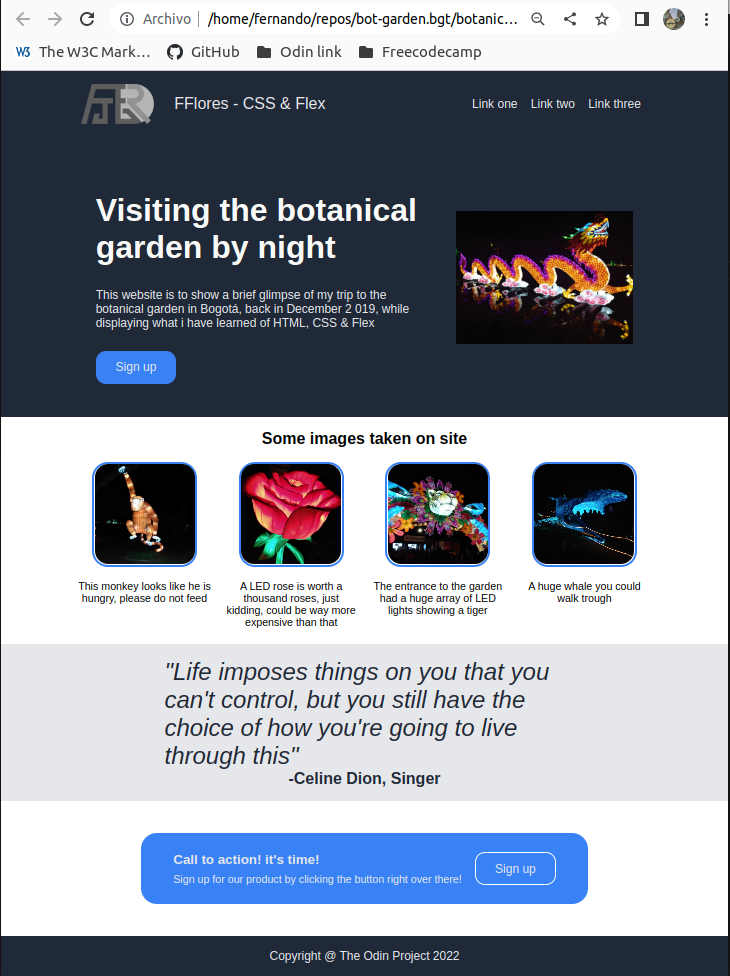 Archivo | /home/fernando/repos/bot-garden.bgt/botanic...
W3 The W3C Mark... GitHub Odin link Freecodecamp
FFlores - CSS & Flex Link one Link two Link three
Visiting the botanical
garden by night
This website is to show a brief glimpse of my trip to the
botanical garden in Bogotá, back in December 2 019, while
displaying what i have learned of HTML, CSS & Flex
Sign up
Some images taken on site
This monkey looks like he is
hungry, please do not feed
A LED rose is worth a
thousand roses, just
kidding, could be way more
expensive than that
The entrance to the garden
had a huge array of LED
lights showing a tiger
A huge whale you could
walk trough
"Life imposes things on you that you
can't control, but you still have the
choice of how you're going to live
through this"
-Celine Dion, Singer
Call to action! it's time!
Sign up for our product by clicking the button right over there!
Sign up
Copyright @ The Odin Project 2022